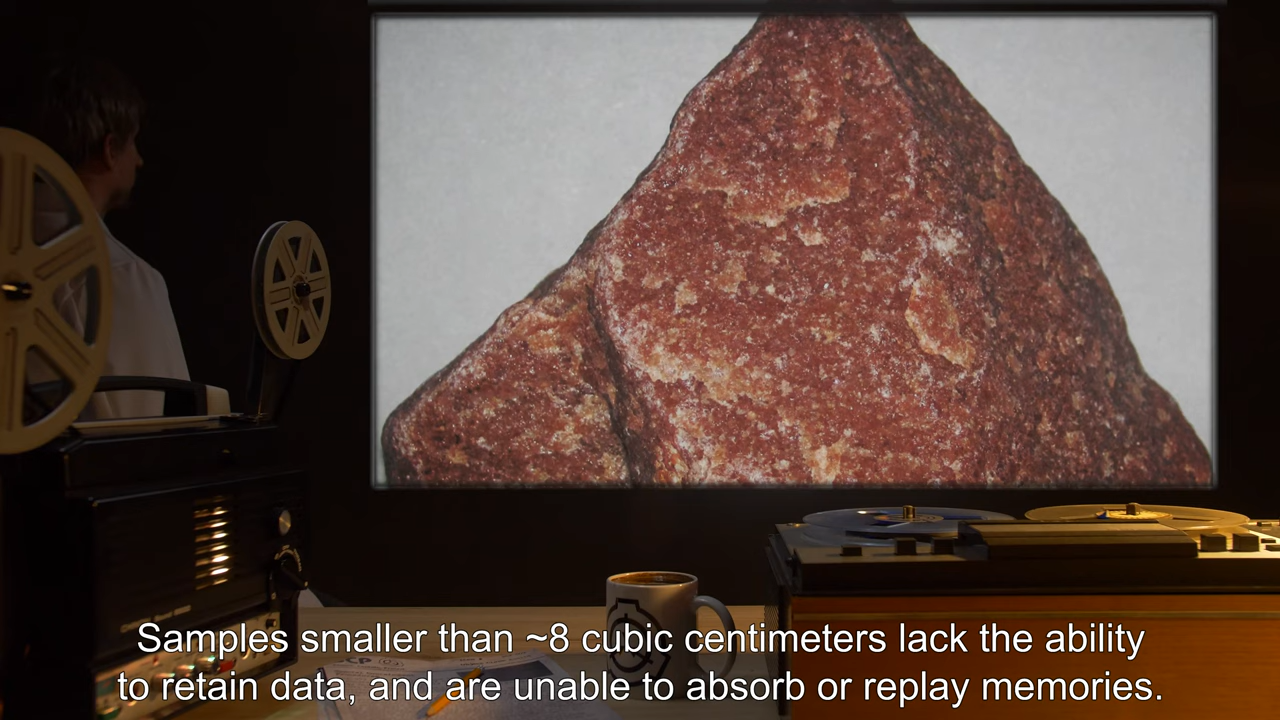 Samples smaller than ~8 cubic centimeters lack the ability
to retain data, and are unable to absorb or replay memories.
CP